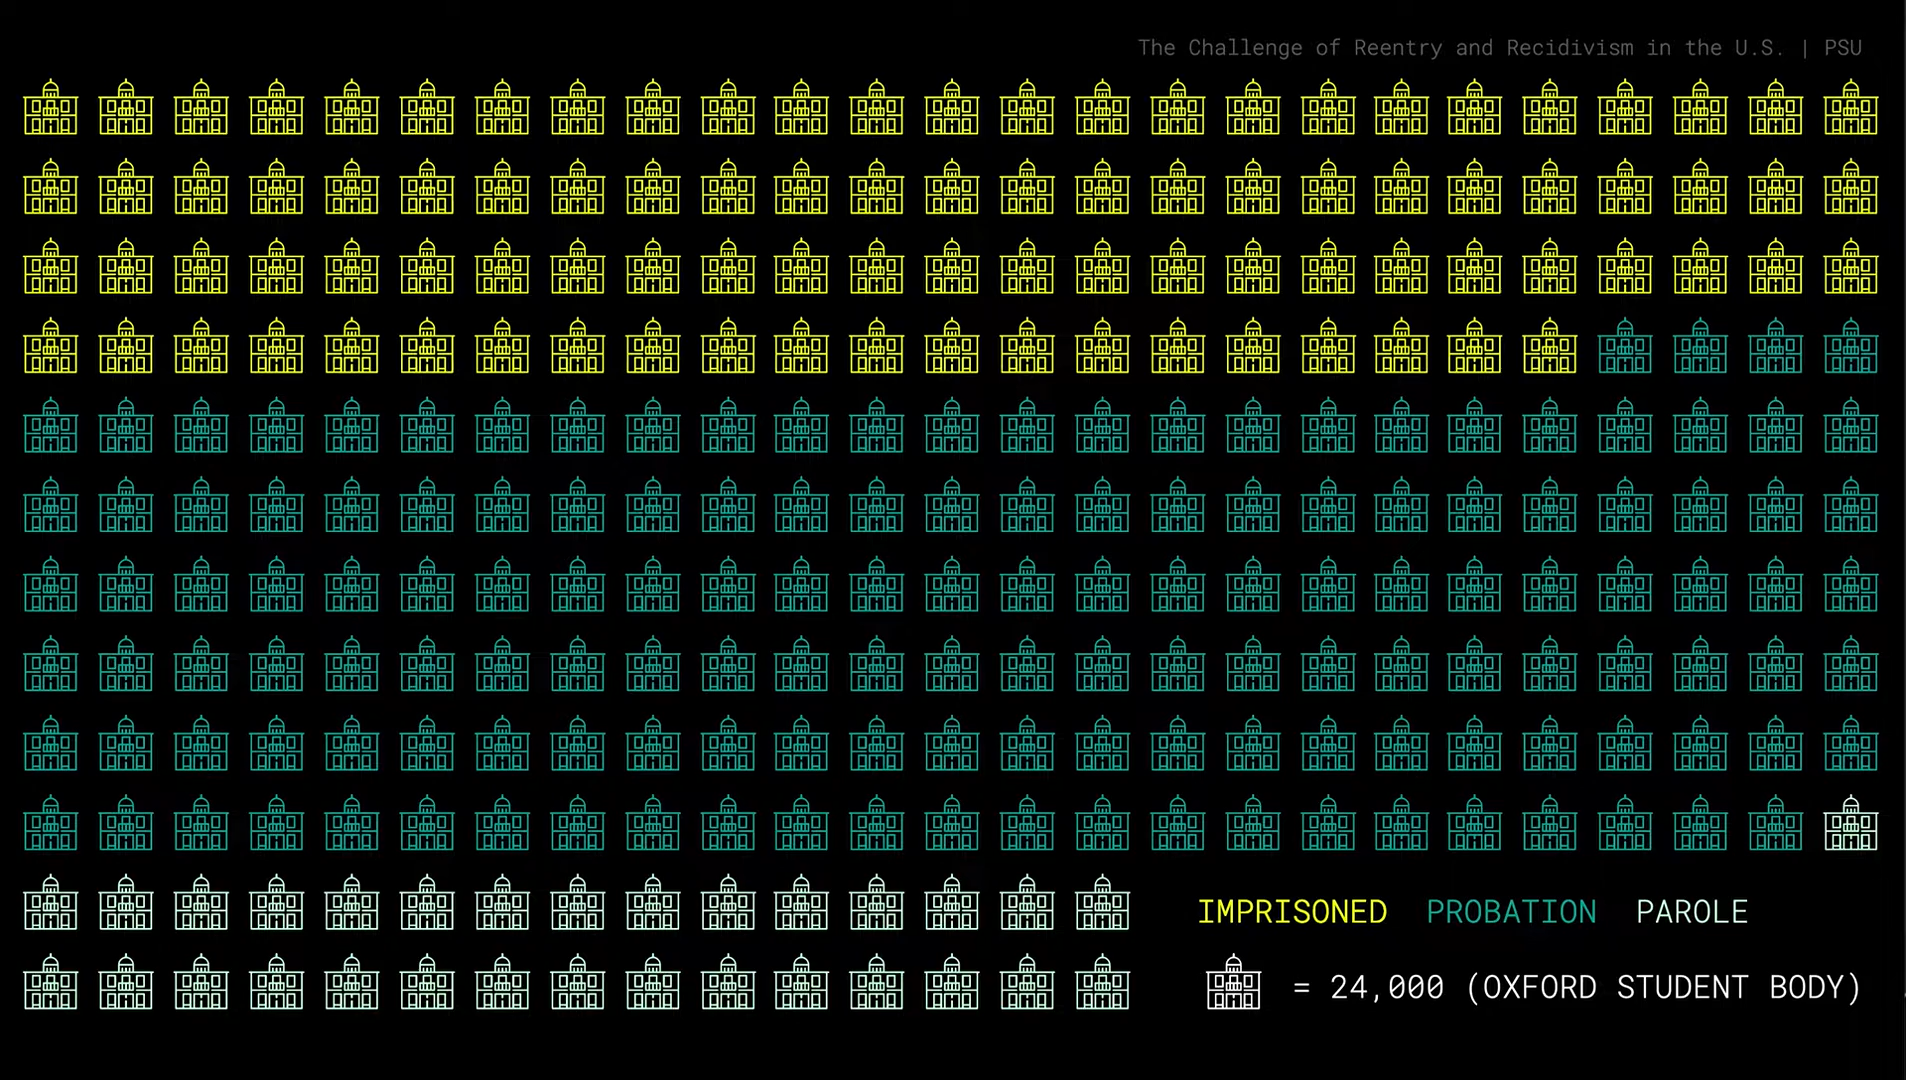 The Challenge of Reentry and Recidivism in the U.S. | PSU
IMPRISONED PROBATION PAROLE
= 24,000 (OXFORD STUDENT BODY)